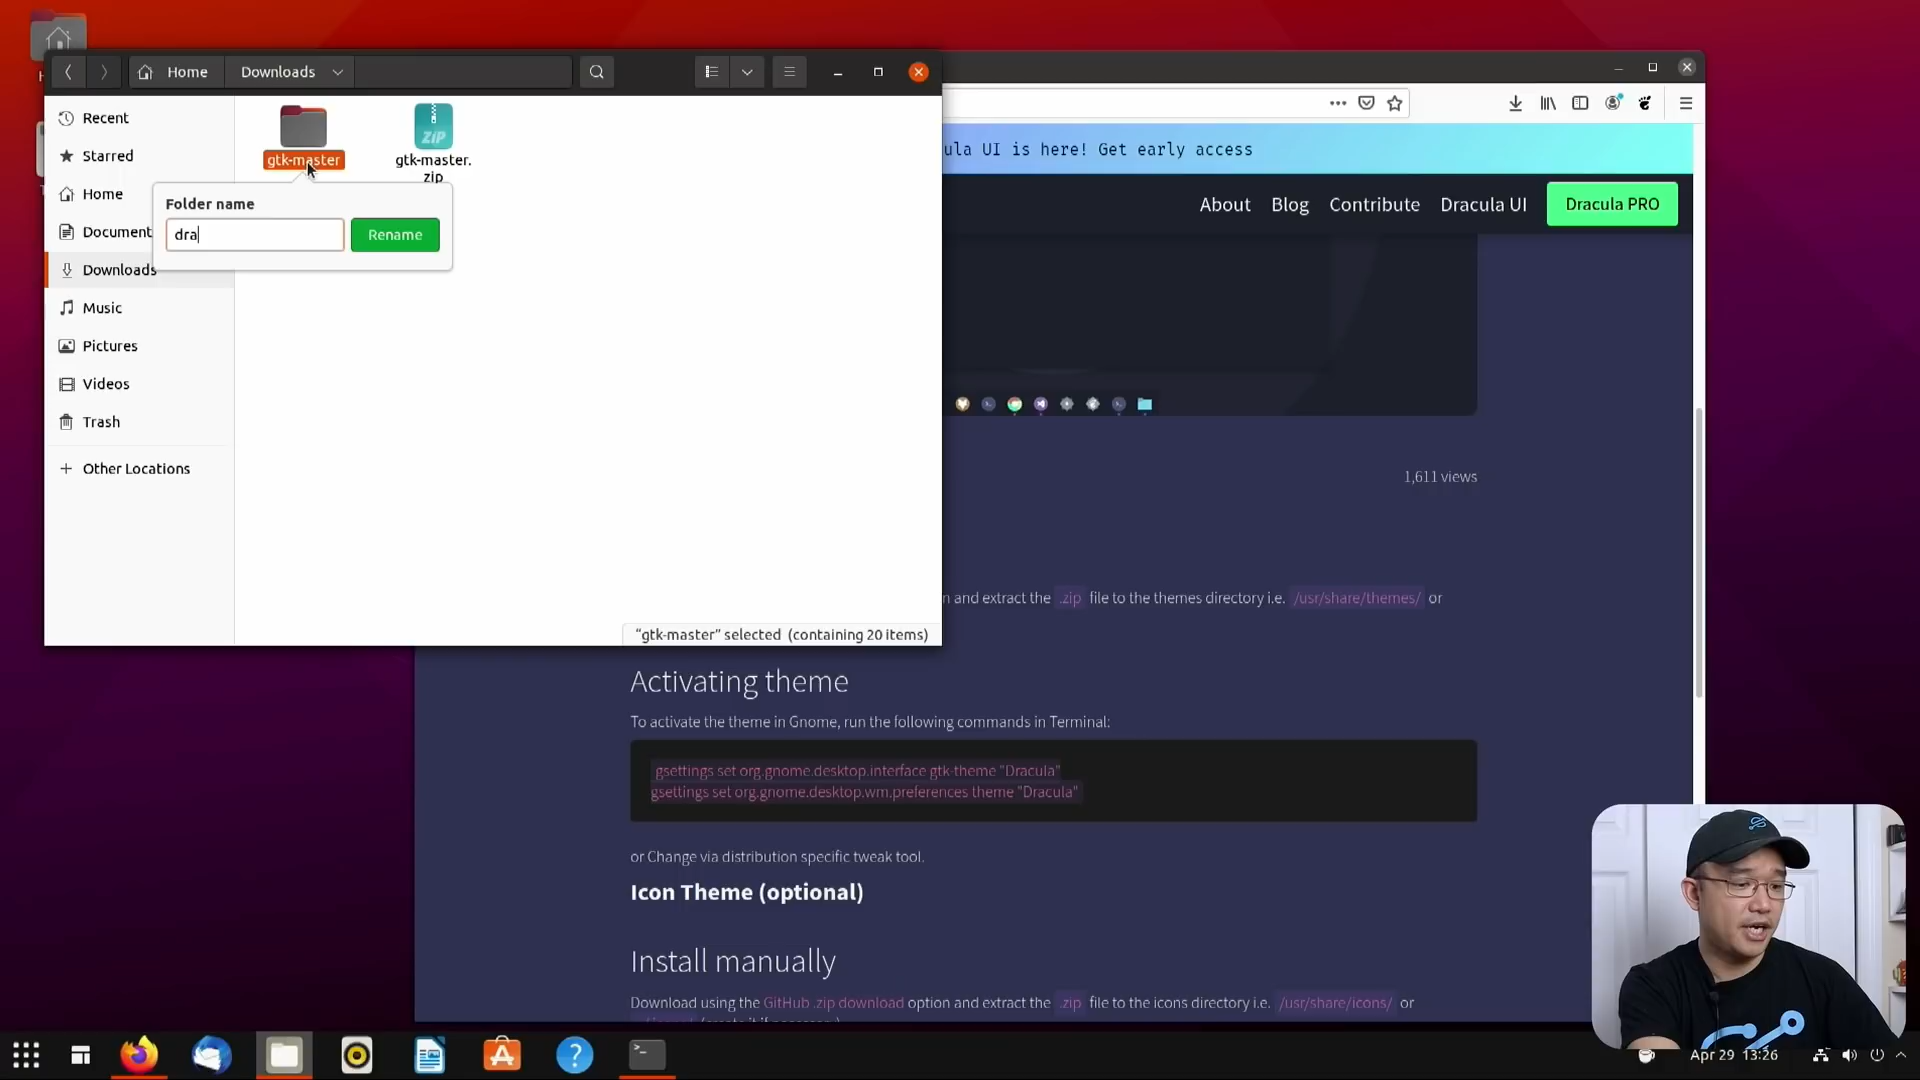 Home
Downloads
Recent
Starred
Home
Document
Downloads
Music
Pictures
Videos
Trash
Other Locations
gtk-master
ZIP
gtk-master.
zip
Folder name
dra
Rename
"gtk-master" selected (containing 20 items)
ula UI is here! Get early access
About
Blog
Contribute
Dracula UI
Dracula PRO
1,611 views
n and extract the .zip file to the themes directory i.e. /usr/share/themes/ or
Activating theme
To activate the theme in Gnome, run the following commands in Terminal:
gsettings set org.gnome.desktop.interface gtk-theme "Dracula"
gsettings set org.gnome.desktop.wm.preferences theme "Dracula"
or Change via distribution specific tweak tool.
Icon Theme (optional)
Install manually
Download using the GitHub .zip download option and extract the .zip file to the icons directory i.e. /usr/share/icons/ or
Apr 29 13:26